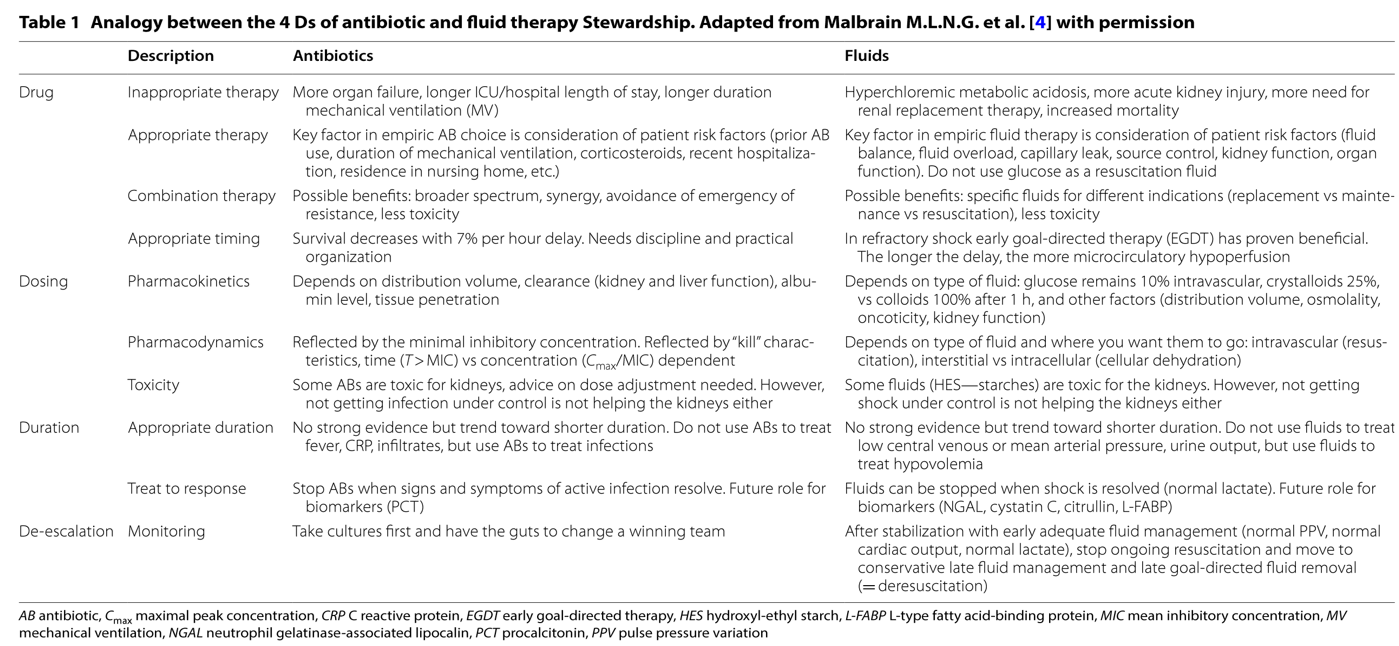 Table 1 Analogy between the 4 Ds of antibiotic and fluid therapy Stewardship. Adapted from Malbrain M.L.N.G. et al. [4] with permission
Description Antibiotics Fluids
Drug Inappropriate therapy More organ failure, longer ICU/hospital length of stay, longer duration Hyperchloremic metabolic acidosis, more acute kidney injury, more need for
mechanical ventilation (MV) renal replacement therapy, increased mortality
Appropriate therapy Key factor in empiric AB choice is consideration of patient risk factors (prior AB Key factor in empiric fluid therapy is consideration of patient risk factors (fluid
use, duration of mechanical ventilation, corticosteroids, recent hospitaliza- balance, fluid overload, capillary leak, source control, kidney function, organ
tion, residence in nursing home, etc.) function). Do not use glucose as a resuscitation fluid
Combination therapy Possible benefits: broader spectrum, synergy, avoidance of emergency of Possible benefits: specific fluids for different indications (replacement vs mainte-
resistance, less toxicity nance vs resuscitation), less toxicity
Appropriate timing Survival decreases with 7% per hour delay. Needs discipline and practical In refractory shock early goal-directed therapy (EGDT) has proven beneficial.
organization The longer the delay, the more microcirculatory hypoperfusion
Dosing Pharmacokinetics Depends on distribution volume, clearance (kidney and liver function), albu- Depends on type of fluid: glucose remains 10% intravascular, crystalloids 25%,
min level, tissue penetration vs colloids 100% after 1 h, and other factors (distribution volume, osmolality,
oncoticity, kidney function)
Pharmacodynamics Reflected by the minimal inhibitory concentration. Reflected by "kill" charac- Depends on type of fluid and where you want them to go: intravascular (resus-
teristics, time (T > MIC) vs concentration (Cmax/MIC) dependent citation), interstitial vs intracellular (cellular dehydration)
Toxicity Some ABs are toxic for kidneys, advice on dose adjustment needed. However, Some fluids (HES—starches) are toxic for the kidneys. However, not getting
not getting infection under control is not helping the kidneys either shock under control is not helping the kidneys either
Duration Appropriate duration No strong evidence but trend toward shorter duration. Do not use ABs to treat No strong evidence but trend toward shorter duration. Do not use fluids to treat
fever, CRP, infiltrates, but use ABs to treat infections low central venous or mean arterial pressure, urine output, but use fluids to
treat hypovolemia
Treat to response Stop ABs when signs and symptoms of active infection resolve. Future role for Fluids can be stopped when shock is resolved (normal lactate). Future role for
biomarkers (PCT) biomarkers (NGAL, cystatin C, citrullin, L-FABP)
De-escalation Monitoring Take cultures first and have the guts to change a winning team After stabilization with early adequate fluid management (normal PPV, normal
cardiac output, normal lactate), stop ongoing resuscitation and move to
conservative late fluid management and late goal-directed fluid removal
(= deresuscitation)
AB antibiotic, Cmax maximal peak concentration, CRP C reactive protein, EGDT early goal-directed therapy, HES hydroxyl-ethyl starch, L-FABP L-type fatty acid-binding protein, MIC mean inhibitory concentration, MV
mechanical ventilation, NGAL neutrophil gelatinase-associated lipocalin, PCT procalcitonin, PPV pulse pressure variation